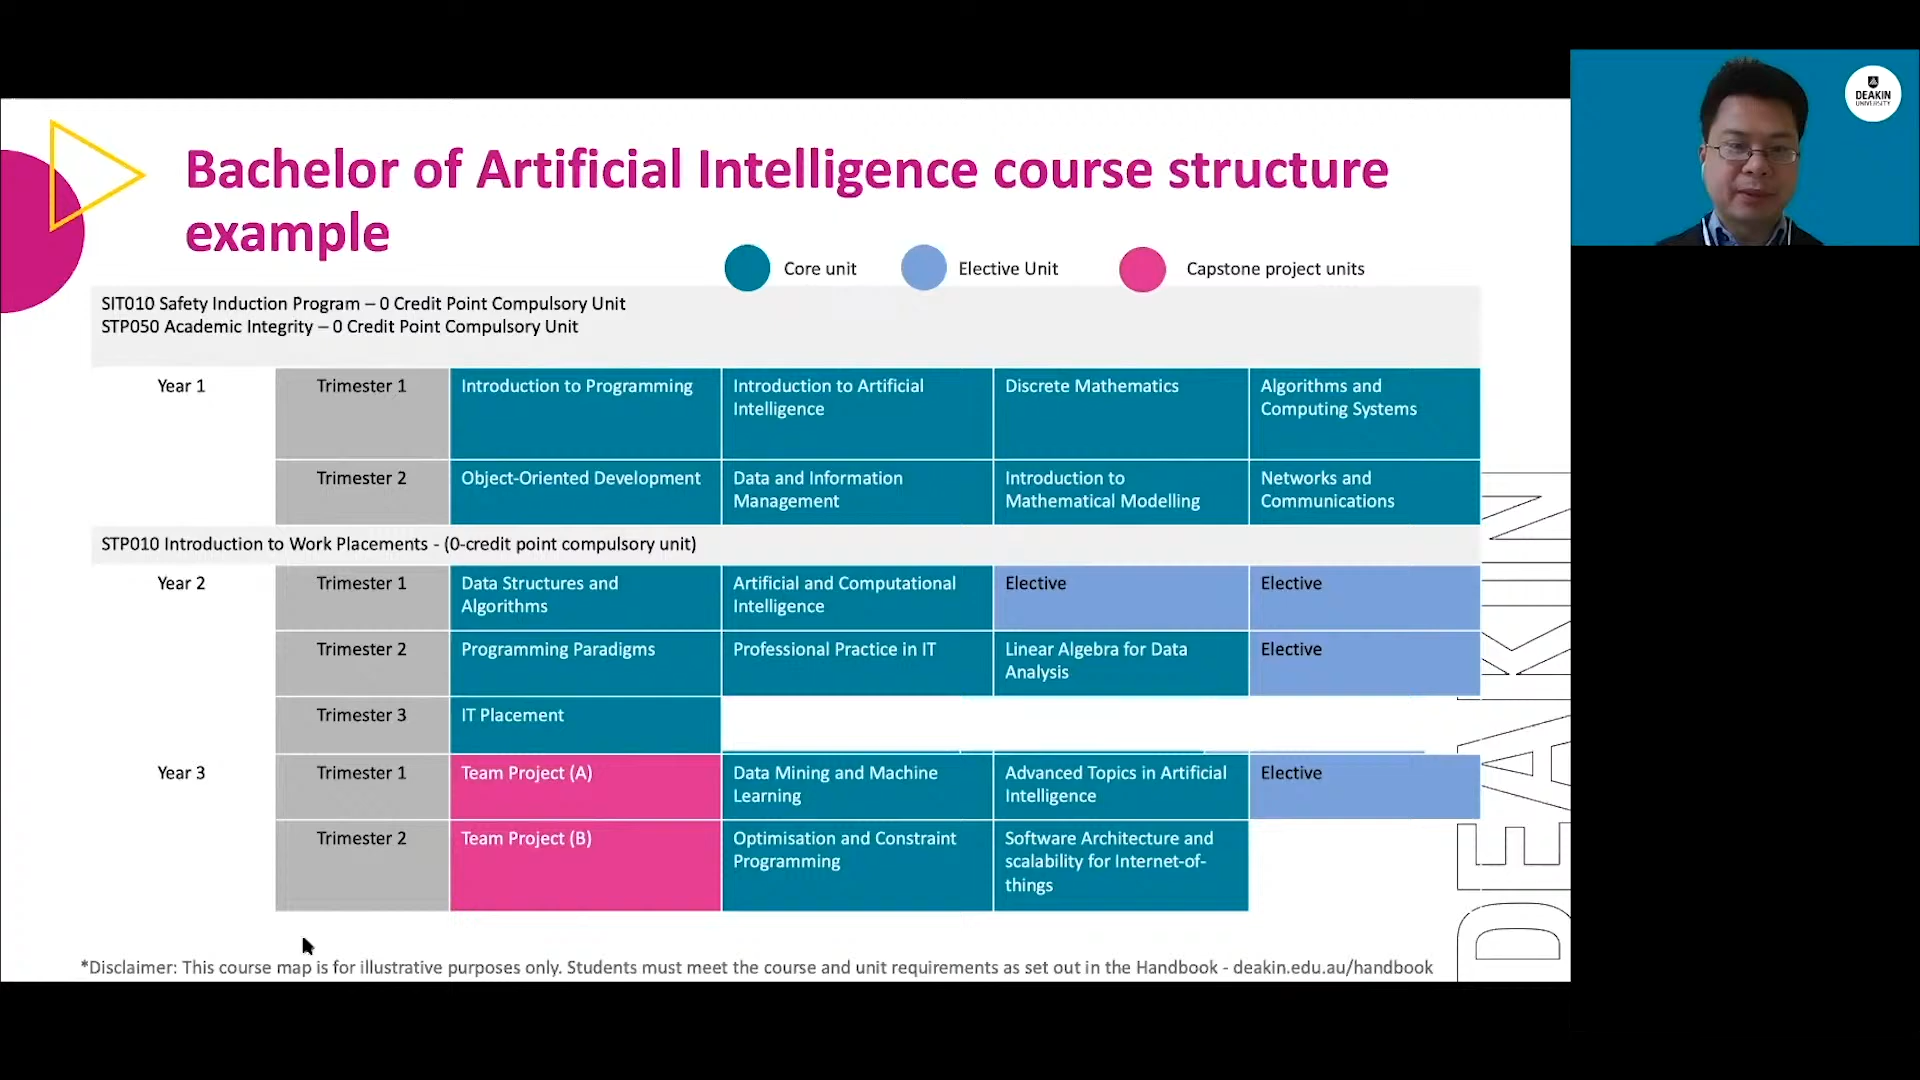 DEAKIN
UNIVERSITY
Bachelor of Artificial Intelligence course structure
example
Core unit
Elective Unit
Capstone project units
SIT010 Safety Induction Program – 0 Credit Point Compulsory Unit
STP050 Academic Integrity – 0 Credit Point Compulsory Unit
Year 1
Trimester 1
Introduction to Programming
Introduction to Artificial
Intelligence
Discrete Mathematics
Algorithms and
Computing Systems
Trimester 2
Object-Oriented Development
Data and Information
Management
Introduction to
Mathematical Modelling
Networks and
Communications
STP010 Introduction to Work Placements - (0-credit point compulsory unit)
Year 2
Trimester 1
Data Structures and
Algorithms
Artificial and Computational
Intelligence
Elective
Elective
Trimester 2
Programming Paradigms
Professional Practice in IT
Linear Algebra for Data
Analysis
Elective
Trimester 3
IT Placement
Year 3
Trimester 1
Team Project (A)
Data Mining and Machine
Learning
Advanced Topics in Artificial
Intelligence
Elective
Trimester 2
Team Project (B)
Optimisation and Constraint
Programming
Software Architecture and
scalability for Internet-of-
things
*Disclaimer: This course map is for illustrative purposes only. Students must meet the course and unit requirements as set out in the Handbook - deakin.edu.au/handbook
DEAKIN